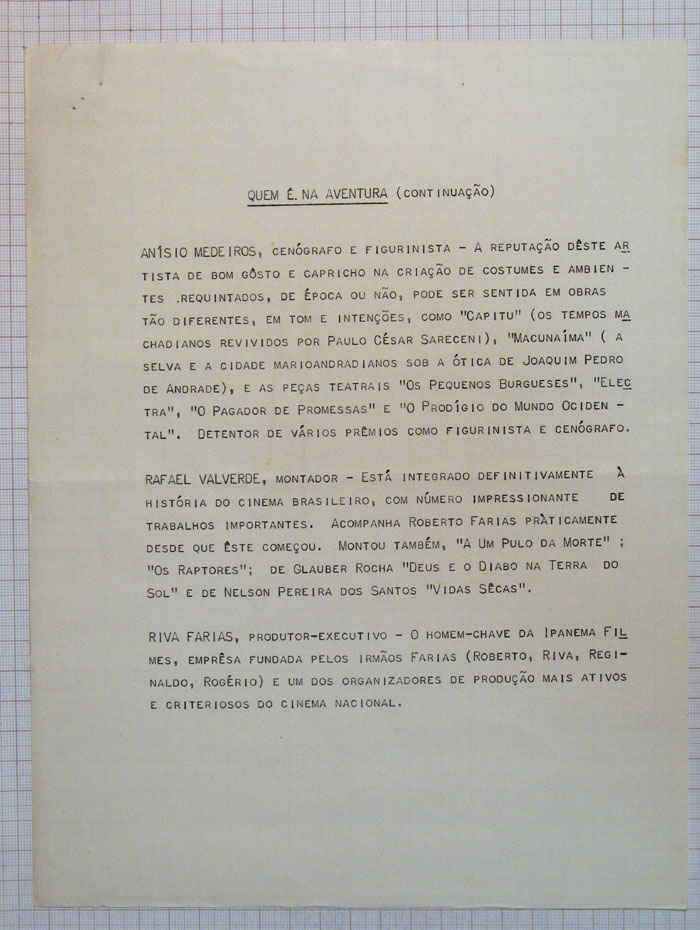 QUEM É. NA AVENTURA (CONTINUAÇÃO)
ANÍSIO MEDEIROS, CENÓGRAFO E FIGURINISTA - A REPUTAÇÃO DÊSTE AR
TISTA DE BOM GÔSTO E CAPRICHO NA CRIAÇÃO DE COSTUMES E AMBIEN -
TES .REQUINTADOS, DE ÉPOCA OU NÃO, PODE SER SENTIDA EM OBRAS
TÃO DIFERENTES, EM TOM E INTENÇÕES, COMO "CAPITU" (OS TEMPOS MA
CHADIANOS REVIVIDOS POR PAULO CÉSAR SARECENI), "MACUNAÍMA" ( A
SELVA E A CIDADE MARIOANDRADIANOS SOB A ÓTICA DE JOAQUIM PEDRO
DE ANDRADE), E AS PEÇAS TEATRAIS "OS PEQUENOS BURGUESES", "ELEC
TRA", "O PAGADOR DE PROMESSAS" E "O PRODÍGIO DO MUNDO OCIDEN -
TAL". DETENTOR DE VÁRIOS PRÊMIOS COMO FIGURINISTA E CENÓGRAFO.
RAFAEL VALVERDE, MONTADOR - ESTÁ INTEGRADO DEFINITIVAMENTE À
HISTÓRIA DO CINEMA BRASILEIRO, COM NÚMERO IMPRESSIONANTE DE
TRABALHOS IMPORTANTES. ACOMPANHA ROBERTO FARIAS PRÀTICAMENTE
DESDE QUE ÊSTE COMEÇOU. MONTOU TAMBÉM, "A UM PULO DA MORTE" ;
"OS RAPTORES"; DE GLAUBER ROCHA "DEUS E O DIABO NA TERRA DO
SOL" E DE NELSON PEREIRA DOS SANTOS "VIDAS SÊCAS".
RIVA FARIAS, PRODUTOR-EXECUTIVO - O HOMEM-CHAVE DA IPANEMA FIL
MES, EMPRÊSA FUNDADA PELOS IRMÃOS FARIAS (ROBERTO, RIVA, REGI-
NALDO, ROGÉRIO) E UM DOS ORGANIZADORES DE PRODUÇÃO MAIS ATIVOS
E CRITERIOSOS DO CINEMA NACIONAL.